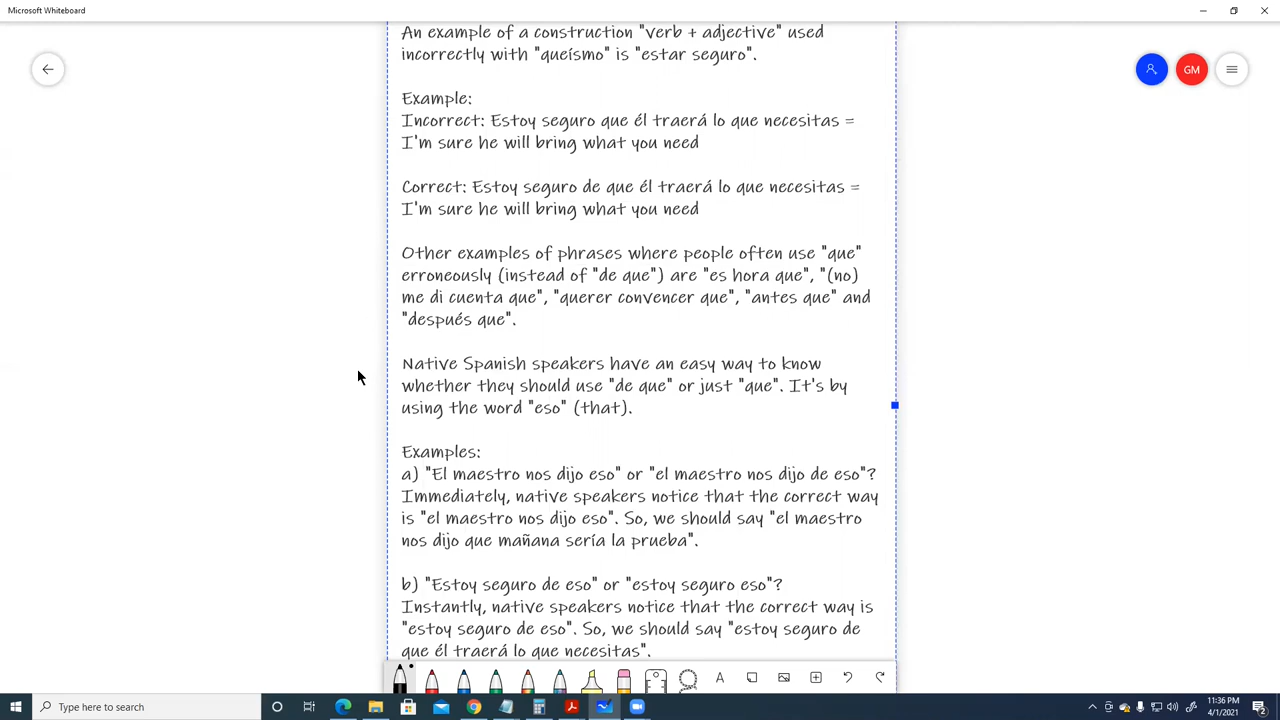 Microsoft Whiteboard
An example of a construction "verb + adjective" used
incorrectly with "queísmo" is "estar seguro".
GM
Example:
Incorrect: Estoy seguro que él traerá lo que necesitas =
I'm sure he will bring what you need
Correct: Estoy seguro de que él traerá lo que necesitas =
I'm sure he will bring what you need
Other examples of phrases where people often use "que"
erroneously (instead of "de que") are "es hora que", "(no)
me di cuenta que", "querer convencer que", "antes que" and
"después que".
Native Spanish speakers have an easy way to know
whether they should use "de que" or just "que". It's by
using the word "eso" (that).
Examples:
a) "El maestro nos dijo eso" or "el maestro nos dijo de eso"?
Immediately, native speakers notice that the correct way
is "el maestro nos dijo eso". So, we should say "el maestro
nos dijo que mañana sería la prueba".
b) "Estoy seguro de eso" or "estoy seguro eso"?
Instantly, native speakers notice that the correct way is
"estoy seguro de eso". So, we should say "estoy seguro de
que él traerá lo que necesitas".
A
Type here to search
11:36 PM
4/1/2021